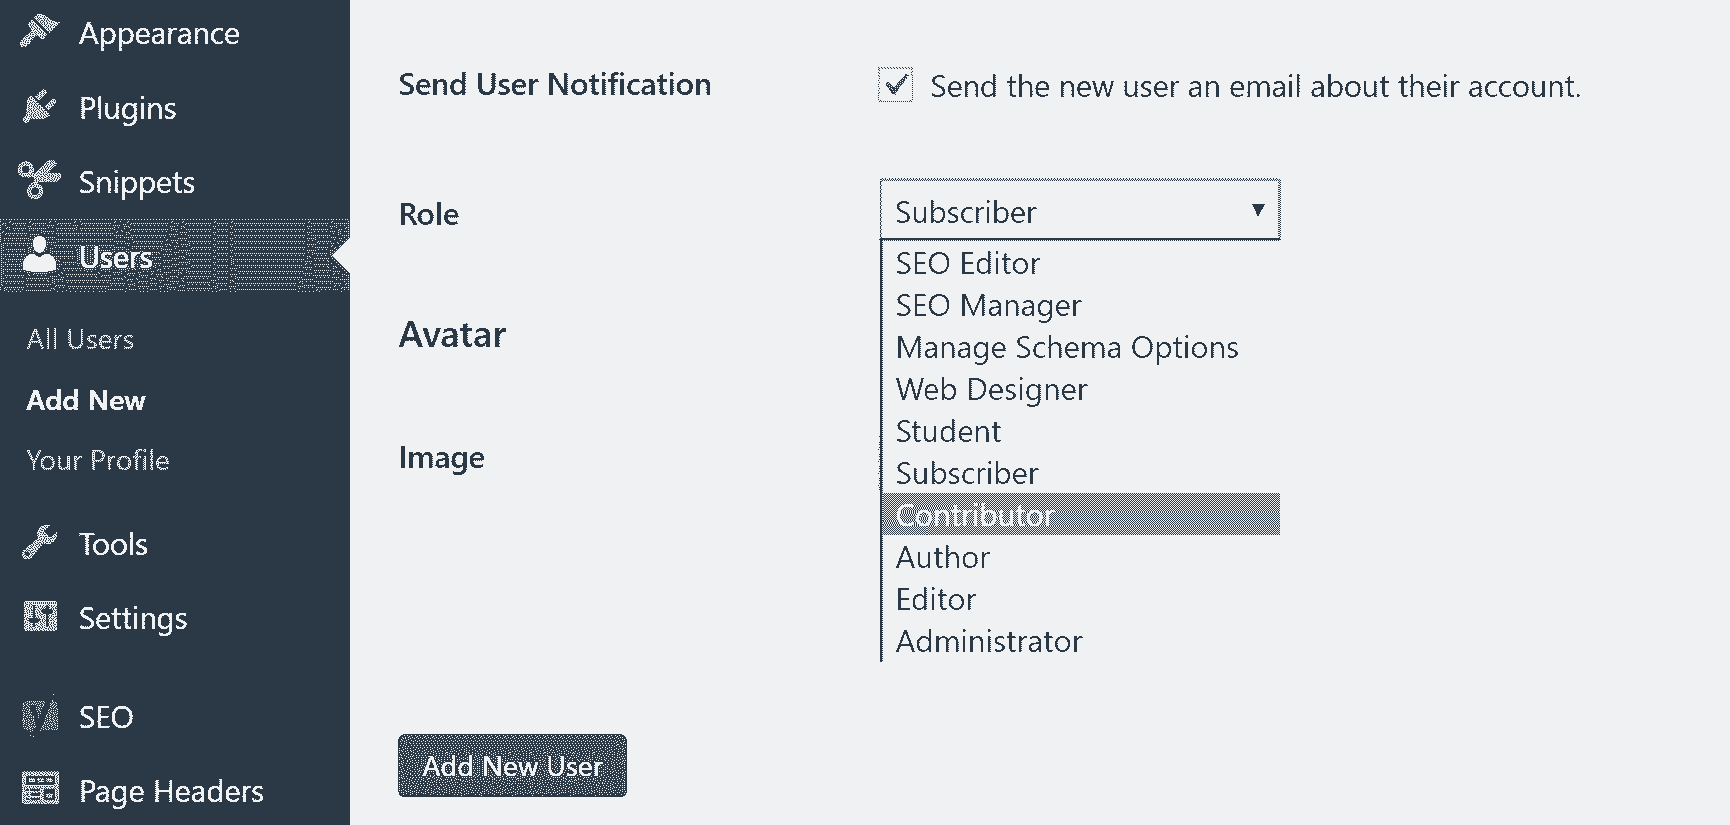 Appearance
Plugins
Snippets
Users
All Users
Add New
Your Profile
Tools
Settings
SEO
Page Headers
Send User Notification
Send the new user an email about their account.
Role
Subscriber
SEO Editor
SEO Manager
Manage Schema Options
Web Designer
Student
Subscriber
Contributor
Author
Editor
Administrator
Avatar
Image
Add New User